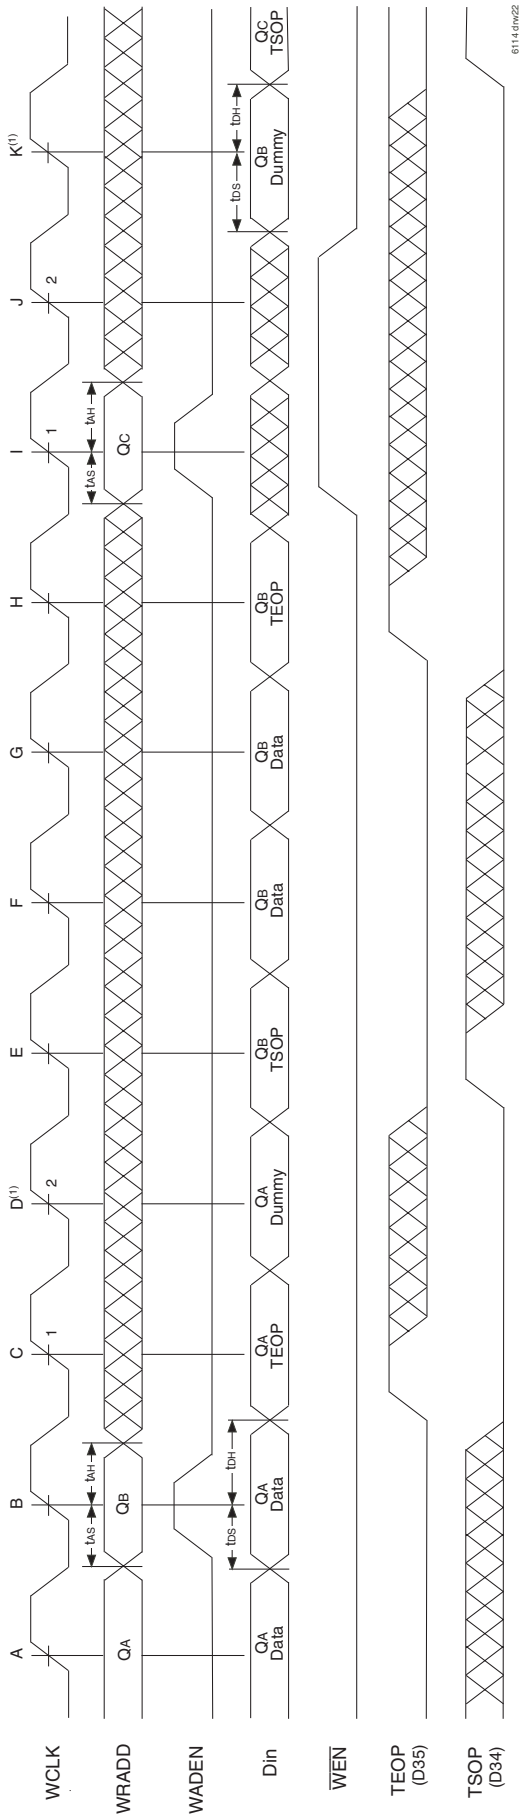 A B C D(1) E F G H I J K(1)
WCLK 1 2 1 2
tAS tAH tAS tAH
WRADD QA QB QC
WADEN
tDS tDH tDS tDH
Din QA Data QA Data QA TEOP QA Dummy QB TSOP QB Data QB Data QB TEOP QB Dummy QC TSOP
WEN
TEOP
(D35)
TSOP
(D34)
6114 drw22